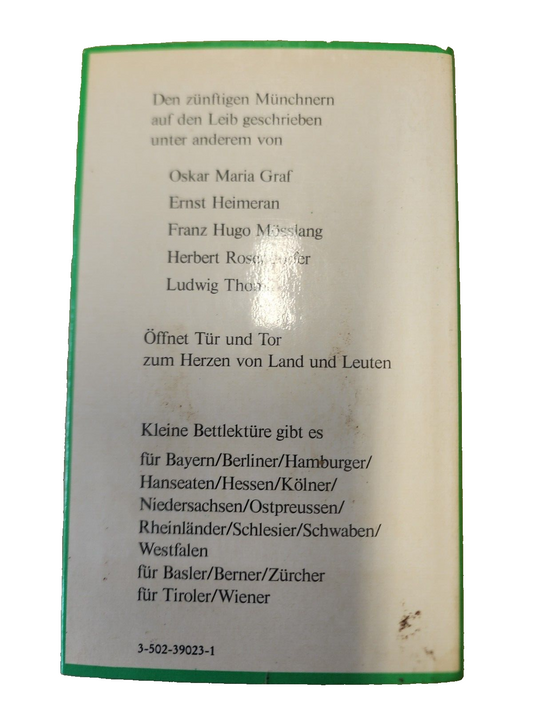 Den zünftigen Münchnern
auf den Leib geschrieben
unter anderem von
Oskar Maria Graf
Ernst Heimeran
Franz Hugo Mösslang
Herbert
Ludwig
Öffnet Tür und Tor
zum Herzen von Land und Leuten
Kleine Bettlektüre gibt es
für Bayern/Berliner/Hamburger/
Hanseaten/Hessen/Kölner/
Niedersachsen/Ostpreussen/
Rheinländer/Schlesier/Schwaben/
Westfalen
für Basler/Berner/Zürcher
für Tiroler/Wiener
3-502-39023-1